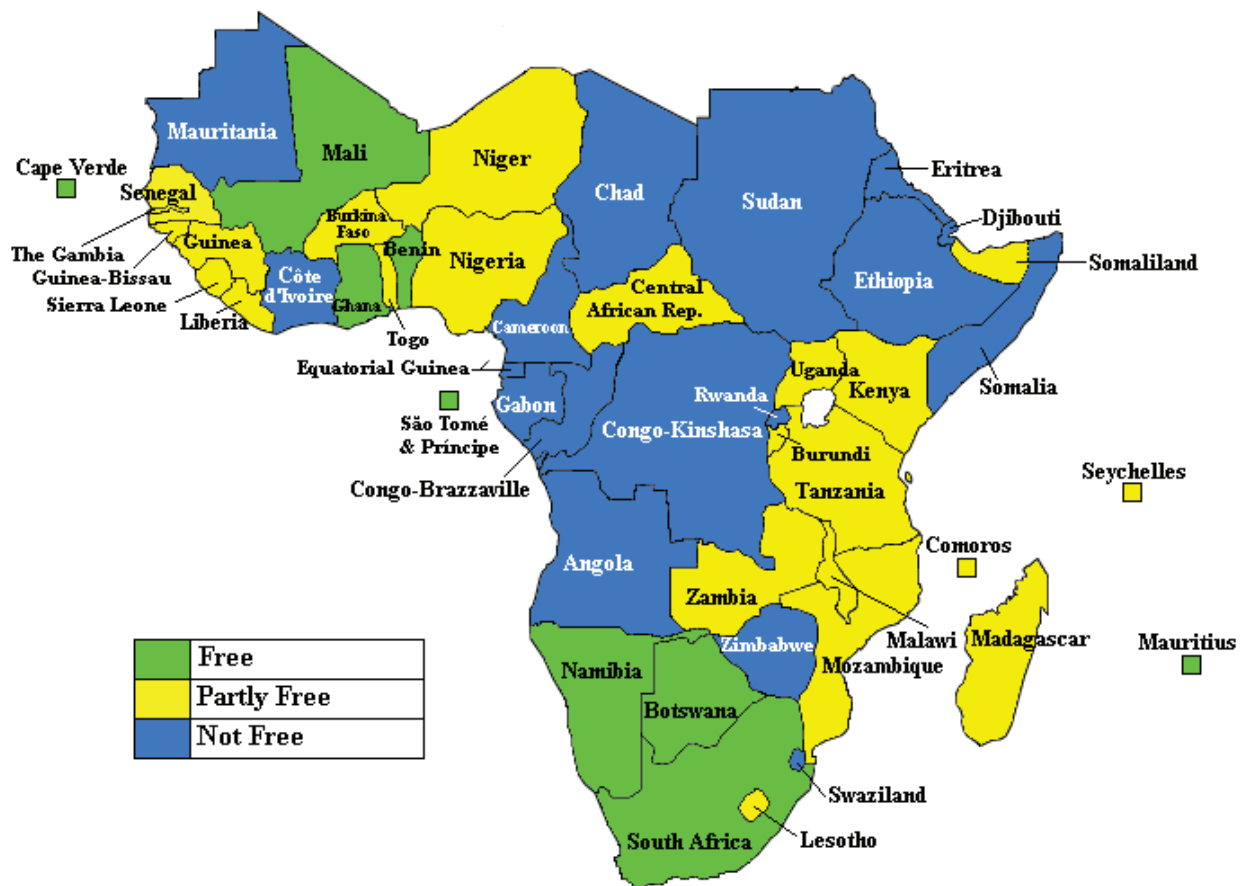 Mauritania
Mali
Niger
Chad
Sudan
Eritrea
Djibouti
Cape Verde
Senegal
The Gambia
Guinea-Bissau
Guinea
Sierra Leone
Liberia
Côte
d'Ivoire
Burkina
Faso
Ghana
Benin
Togo
Nigeria
Cameroon
Central
African Rep.
Ethiopia
Somaliland
Somalia
Equatorial Guinea
São Tomé
& Príncipe
Gabon
Congo-Brazzaville
Congo-Kinshasa
Rwanda
Uganda
Kenya
Burundi
Tanzania
Seychelles
Comoros
Angola
Zambia
Malawi
Mozambique
Madagascar
Mauritius
Zimbabwe
Namibia
Botswana
Swaziland
Lesotho
South Africa
Free
Partly Free
Not Free